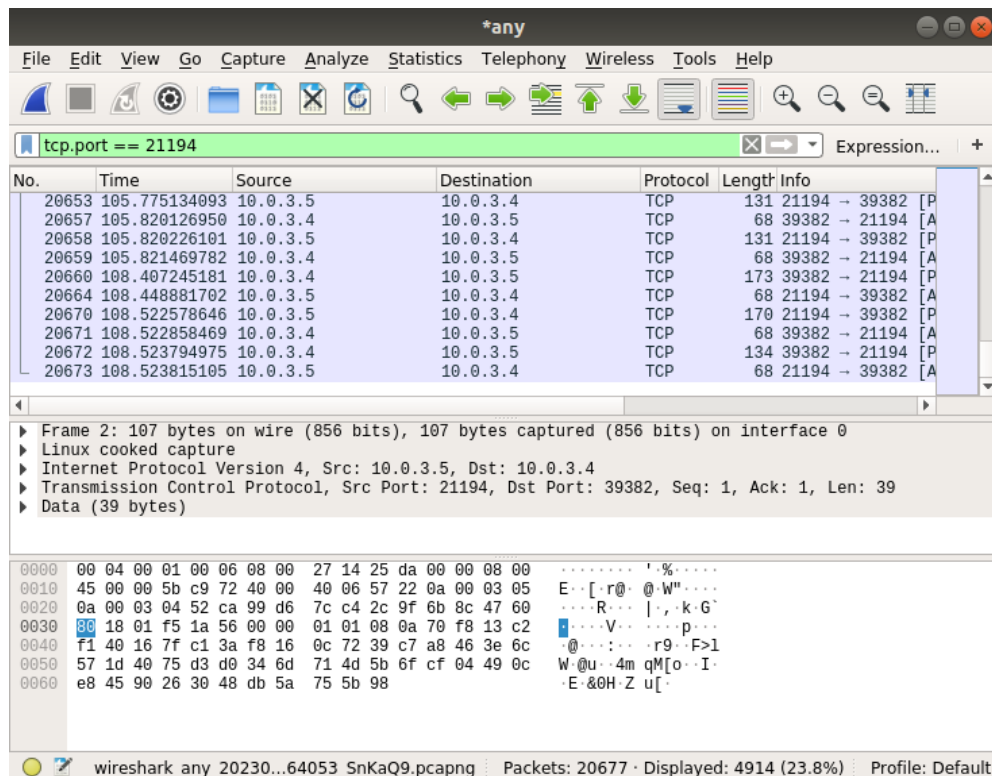 *any
File Edit View Go Capture Analyze Statistics Telephony Wireless Tools Help
tcp.port == 21194 Expression... +
No. Time Source Destination Protocol Length Info
20653 105.775134093 10.0.3.5 10.0.3.4 TCP 131 21194 → 39382 [P
20657 105.820126950 10.0.3.4 10.0.3.5 TCP 68 39382 → 21194 [A
20658 105.820226101 10.0.3.5 10.0.3.4 TCP 131 21194 → 39382 [P
20659 105.821469782 10.0.3.4 10.0.3.5 TCP 68 39382 → 21194 [A
20660 108.407245181 10.0.3.4 10.0.3.5 TCP 173 39382 → 21194 [P
20664 108.448881702 10.0.3.5 10.0.3.4 TCP 68 21194 → 39382 [A
20670 108.522578646 10.0.3.5 10.0.3.4 TCP 170 21194 → 39382 [P
20671 108.522858469 10.0.3.4 10.0.3.5 TCP 68 39382 → 21194 [A
20672 108.523794975 10.0.3.4 10.0.3.5 TCP 134 39382 → 21194 [P
20673 108.523815105 10.0.3.5 10.0.3.4 TCP 68 21194 → 39382 [A
Frame 2: 107 bytes on wire (856 bits), 107 bytes captured (856 bits) on interface 0
Linux cooked capture
Internet Protocol Version 4, Src: 10.0.3.5, Dst: 10.0.3.4
Transmission Control Protocol, Src Port: 21194, Dst Port: 39382, Seq: 1, Ack: 1, Len: 39
Data (39 bytes)
0000 00 04 00 01 00 06 08 00 27 14 25 da 00 00 08 00 ········ '·%·····
0010 45 00 00 5b c9 72 40 00 40 06 57 22 0a 00 03 05 E··[·r@· @·W"····
0020 0a 00 03 04 52 ca 99 d6 7c c4 2c 9f 6b 8c 47 60 ····R··· |·,·k·G`
0030 80 18 01 f5 1a 56 00 00 01 01 08 0a 70 f8 13 c2 ·····V·· ····p···
0040 f1 40 16 7f c1 3a f8 16 0c 72 39 c7 a8 46 3e 6c ·@···:·· ·r9··F>l
0050 57 1d 40 75 d3 d0 34 6d 71 4d 5b 6f cf 04 49 0c W·@u··4m qM[o··I·
0060 e8 45 90 26 30 48 db 5a 75 5b 98 ·E·&0H·Z u[·
wireshark_any_20230...64053_SnKaQ9.pcapng Packets: 20677 · Displayed: 4914 (23.8%) Profile: Default